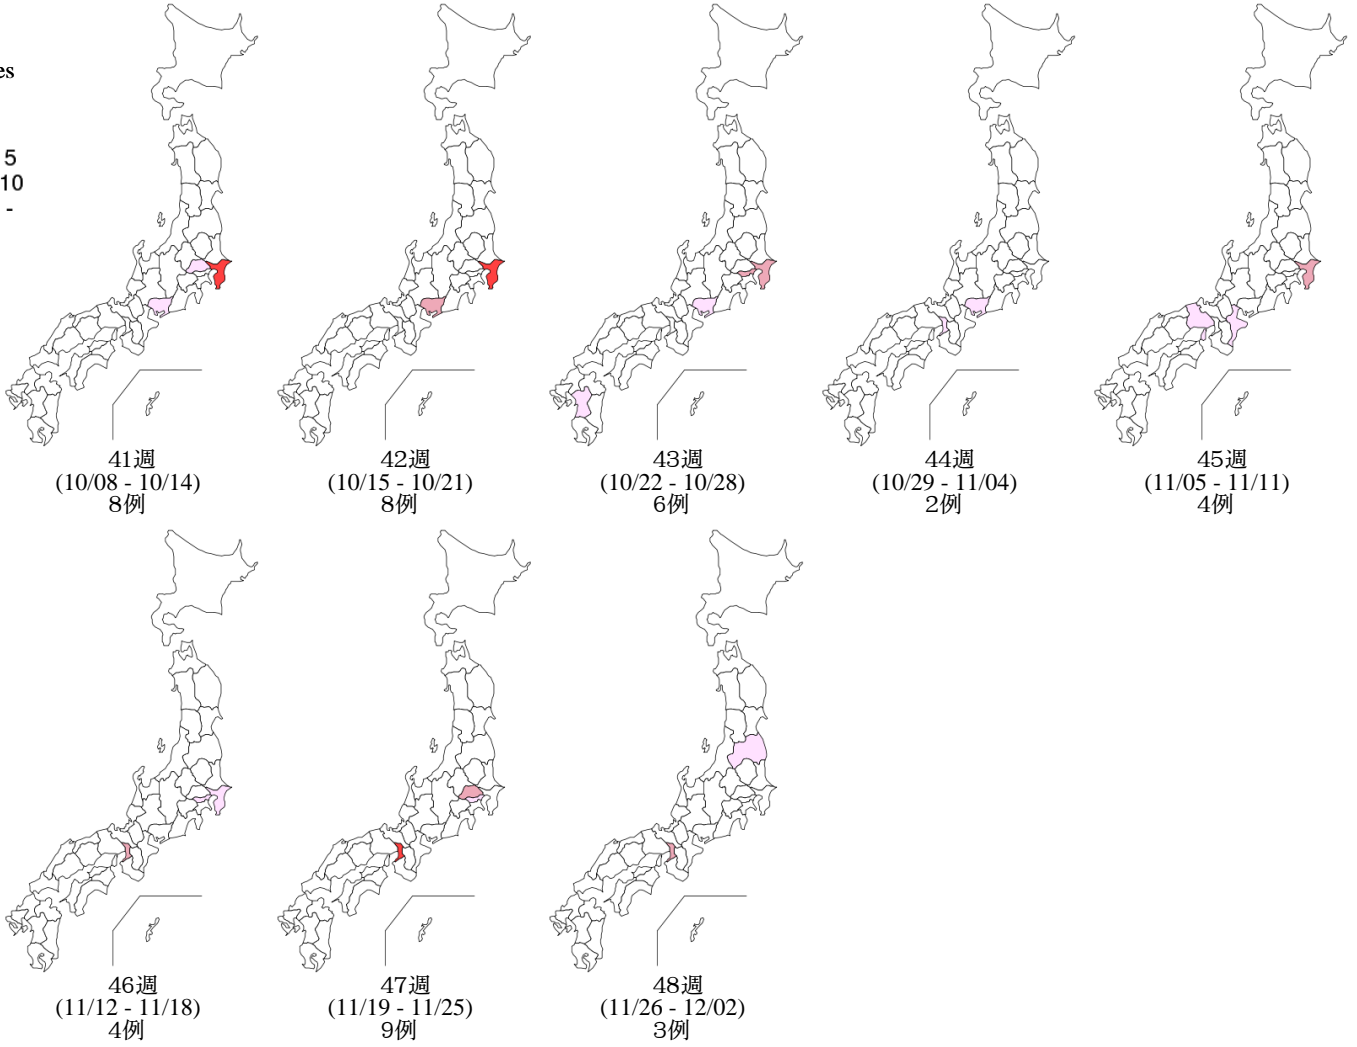 es
5
10
-
41週
(10/08 - 10/14)
8例
42週
(10/15 - 10/21)
8例
43週
(10/22 - 10/28)
6例
44週
(10/29 - 11/04)
2例
45週
(11/05 - 11/11)
4例
46週
(11/12 - 11/18)
4例
47週
(11/19 - 11/25)
9例
48週
(11/26 - 12/02)
3例